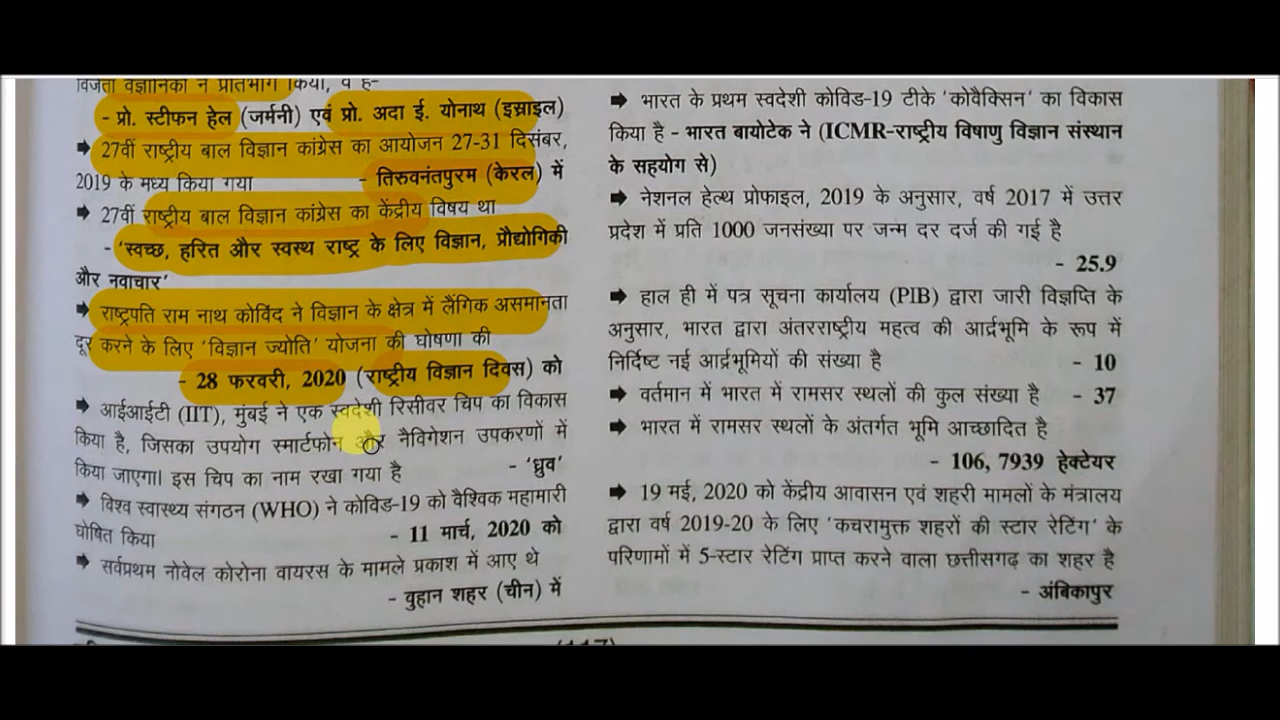 विजेता वैज्ञानिकों ने प्रतिभाग किया, वे हैं-
- प्रो. स्टीफन हेल (जर्मनी) एवं प्रो. अदा ई. योनाथ (इस्राइल)
➡ 27वीं राष्ट्रीय बाल विज्ञान कांग्रेस का आयोजन 27-31 दिसंबर,
2019 के मध्य किया गया - तिरुवनंतपुरम (केरल) में
➡ 27वीं राष्ट्रीय बाल विज्ञान कांग्रेस का केंद्रीय विषय था
- 'स्वच्छ, हरित और स्वस्थ राष्ट्र के लिए विज्ञान, प्रौद्योगिकी
और नवाचार'
➡ राष्ट्रपति राम नाथ कोविंद ने विज्ञान के क्षेत्र में लैंगिक असमानता
दूर करने के लिए 'विज्ञान ज्योति' योजना की घोषणा की
- 28 फरवरी, 2020 (राष्ट्रीय विज्ञान दिवस) को
➡ आईआईटी (IIT), मुंबई ने एक स्वदेशी रिसीवर चिप का विकास
किया है, जिसका उपयोग स्मार्टफोन और नैविगेशन उपकरणों में
किया जाएगा। इस चिप का नाम रखा गया है - 'ध्रुव'
➡ विश्व स्वास्थ्य संगठन (WHO) ने कोविड-19 को वैश्विक महामारी
घोषित किया - 11 मार्च, 2020 को
➡ सर्वप्रथम नोवेल कोरोना वायरस के मामले प्रकाश में आए थे
- वुहान शहर (चीन) में
➡ भारत के प्रथम स्वदेशी कोविड-19 टीके 'कोवैक्सिन' का विकास
किया है - भारत बायोटेक ने (ICMR-राष्ट्रीय विषाणु विज्ञान संस्थान
के सहयोग से)
➡ नेशनल हेल्थ प्रोफाइल, 2019 के अनुसार, वर्ष 2017 में उत्तर
प्रदेश में प्रति 1000 जनसंख्या पर जन्म दर दर्ज की गई है
- 25.9
➡ हाल ही में पत्र सूचना कार्यालय (PIB) द्वारा जारी विज्ञप्ति के
अनुसार, भारत द्वारा अंतरराष्ट्रीय महत्व की आर्द्रभूमि के रूप में
निर्दिष्ट नई आर्द्रभूमियों की संख्या है - 10
➡ वर्तमान में भारत में रामसर स्थलों की कुल संख्या है - 37
➡ भारत में रामसर स्थलों के अंतर्गत भूमि आच्छादित है
- 106, 7939 हेक्टेयर
➡ 19 मई, 2020 को केंद्रीय आवासन एवं शहरी मामलों के मंत्रालय
द्वारा वर्ष 2019-20 के लिए 'कचरामुक्त शहरों की स्टार रेटिंग' के
परिणामों में 5-स्टार रेटिंग प्राप्त करने वाला छत्तीसगढ़ का शहर है
- अंबिकापुर